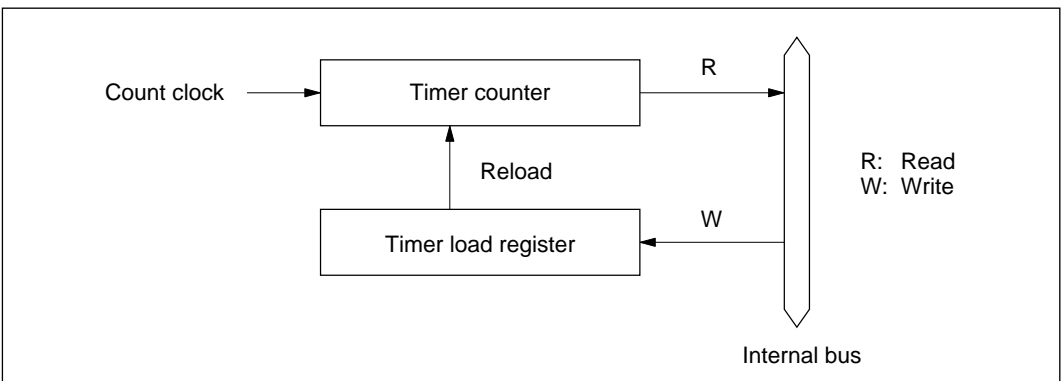 R
Count clock
Timer counter
R: Read
W: Write
Reload
W
Timer load register
Internal bus